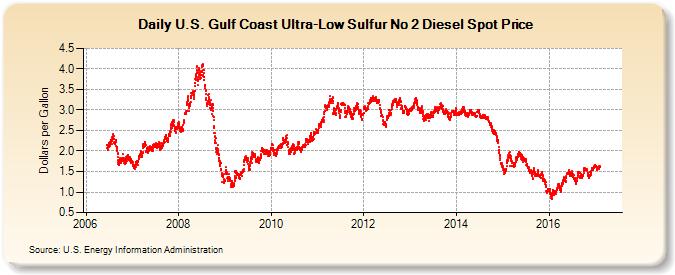 Daily U.S. Gulf Coast Ultra-Low Sulfur No 2 Diesel Spot Price
Dollars per Gallon
4.5
4.0
3.5
3.0
2.5
2.0
1.5
1.0
0.5
2006 2008 2010 2012 2014 2016
Source: U.S. Energy Information Administration